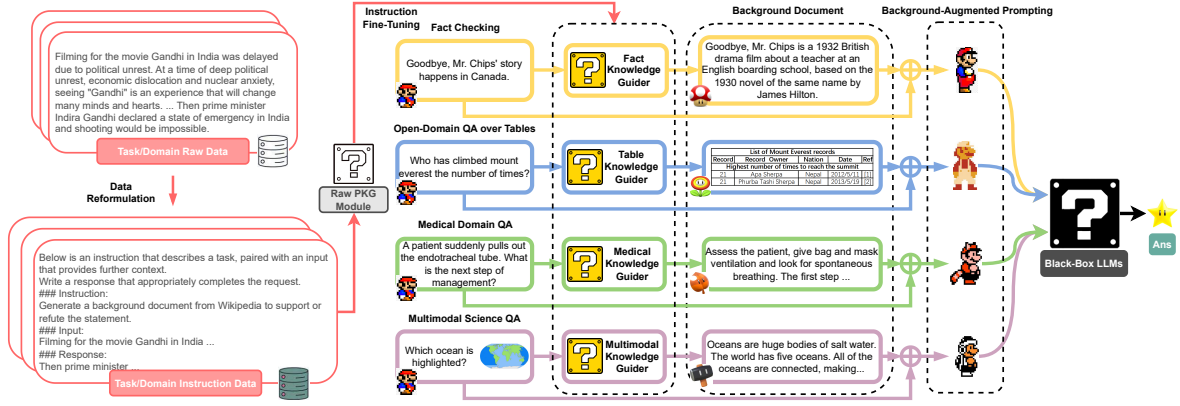 Filming for the movie Gandhi in India was delayed
due to political unrest. At a time of deep political
unrest, economic dislocation and nuclear anxiety,
seeing "Gandhi" is an experience that will change
many minds and hearts. ... Then prime minister
Indira Gandhi declared a state of emergency in India
and shooting would be impossible.
Task/Domain Raw Data
Data
Reformulation
Below is an instruction that describes a task, paired with an input
that provides further context.
Write a response that appropriately completes the request.
### Instruction:
Generate a background document from Wikipedia to support or
refute the statement.
### Input:
Filming for the movie Gandhi in India ...
### Response:
Then prime minister ...
Task/Domain Instruction Data
Raw PKG
Module
Instruction
Fine-Tuning
Background Document
Background-Augmented Prompting
Fact Checking
Goodbye, Mr. Chips' story
happens in Canada.
Fact
Knowledge
Guider
Goodbye, Mr. Chips is a 1932 British
drama film about a teacher at an
English boarding school, based on the
1930 novel of the same name by
James Hilton.
Open-Domain QA over Tables
Who has climbed mount
everest the number of times?
Table
Knowledge
Guider
List of Mount Everest records
Record Record Owner Nation Date Ref
Highest number of times to reach the summit
21 Apa Sherpa Nepal 2012/5/11 [1]
21 Phurba Tashi Sherpa Nepal 2013/5/19 [2]
Medical Domain QA
A patient suddenly pulls out
the endotracheal tube. What
is the next step of
management?
Medical
Knowledge
Guider
Assess the patient, give bag and mask
ventilation and look for spontaneous
breathing. The first step ...
Multimodal Science QA
Which ocean is
highlighted?
Multimodal
Knowledge
Guider
Oceans are huge bodies of salt water.
The world has five oceans. All of the
oceans are connected, making...
Black-Box LLMs
Ans